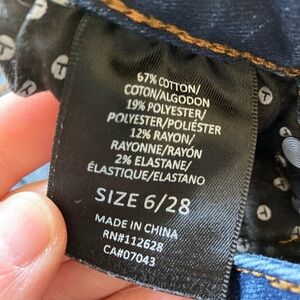 67% COTTON/
COTON/ALGODON
19% POLYESTER/
POLYESTER/POLIÉSTER
12% RAYON/
RAYONNE/RAYÓN
2% ELASTANE/
ÉLASTIQUE/ELASTANO
SIZE 6/28
MADE IN CHINA
RN#112628
CA#07043